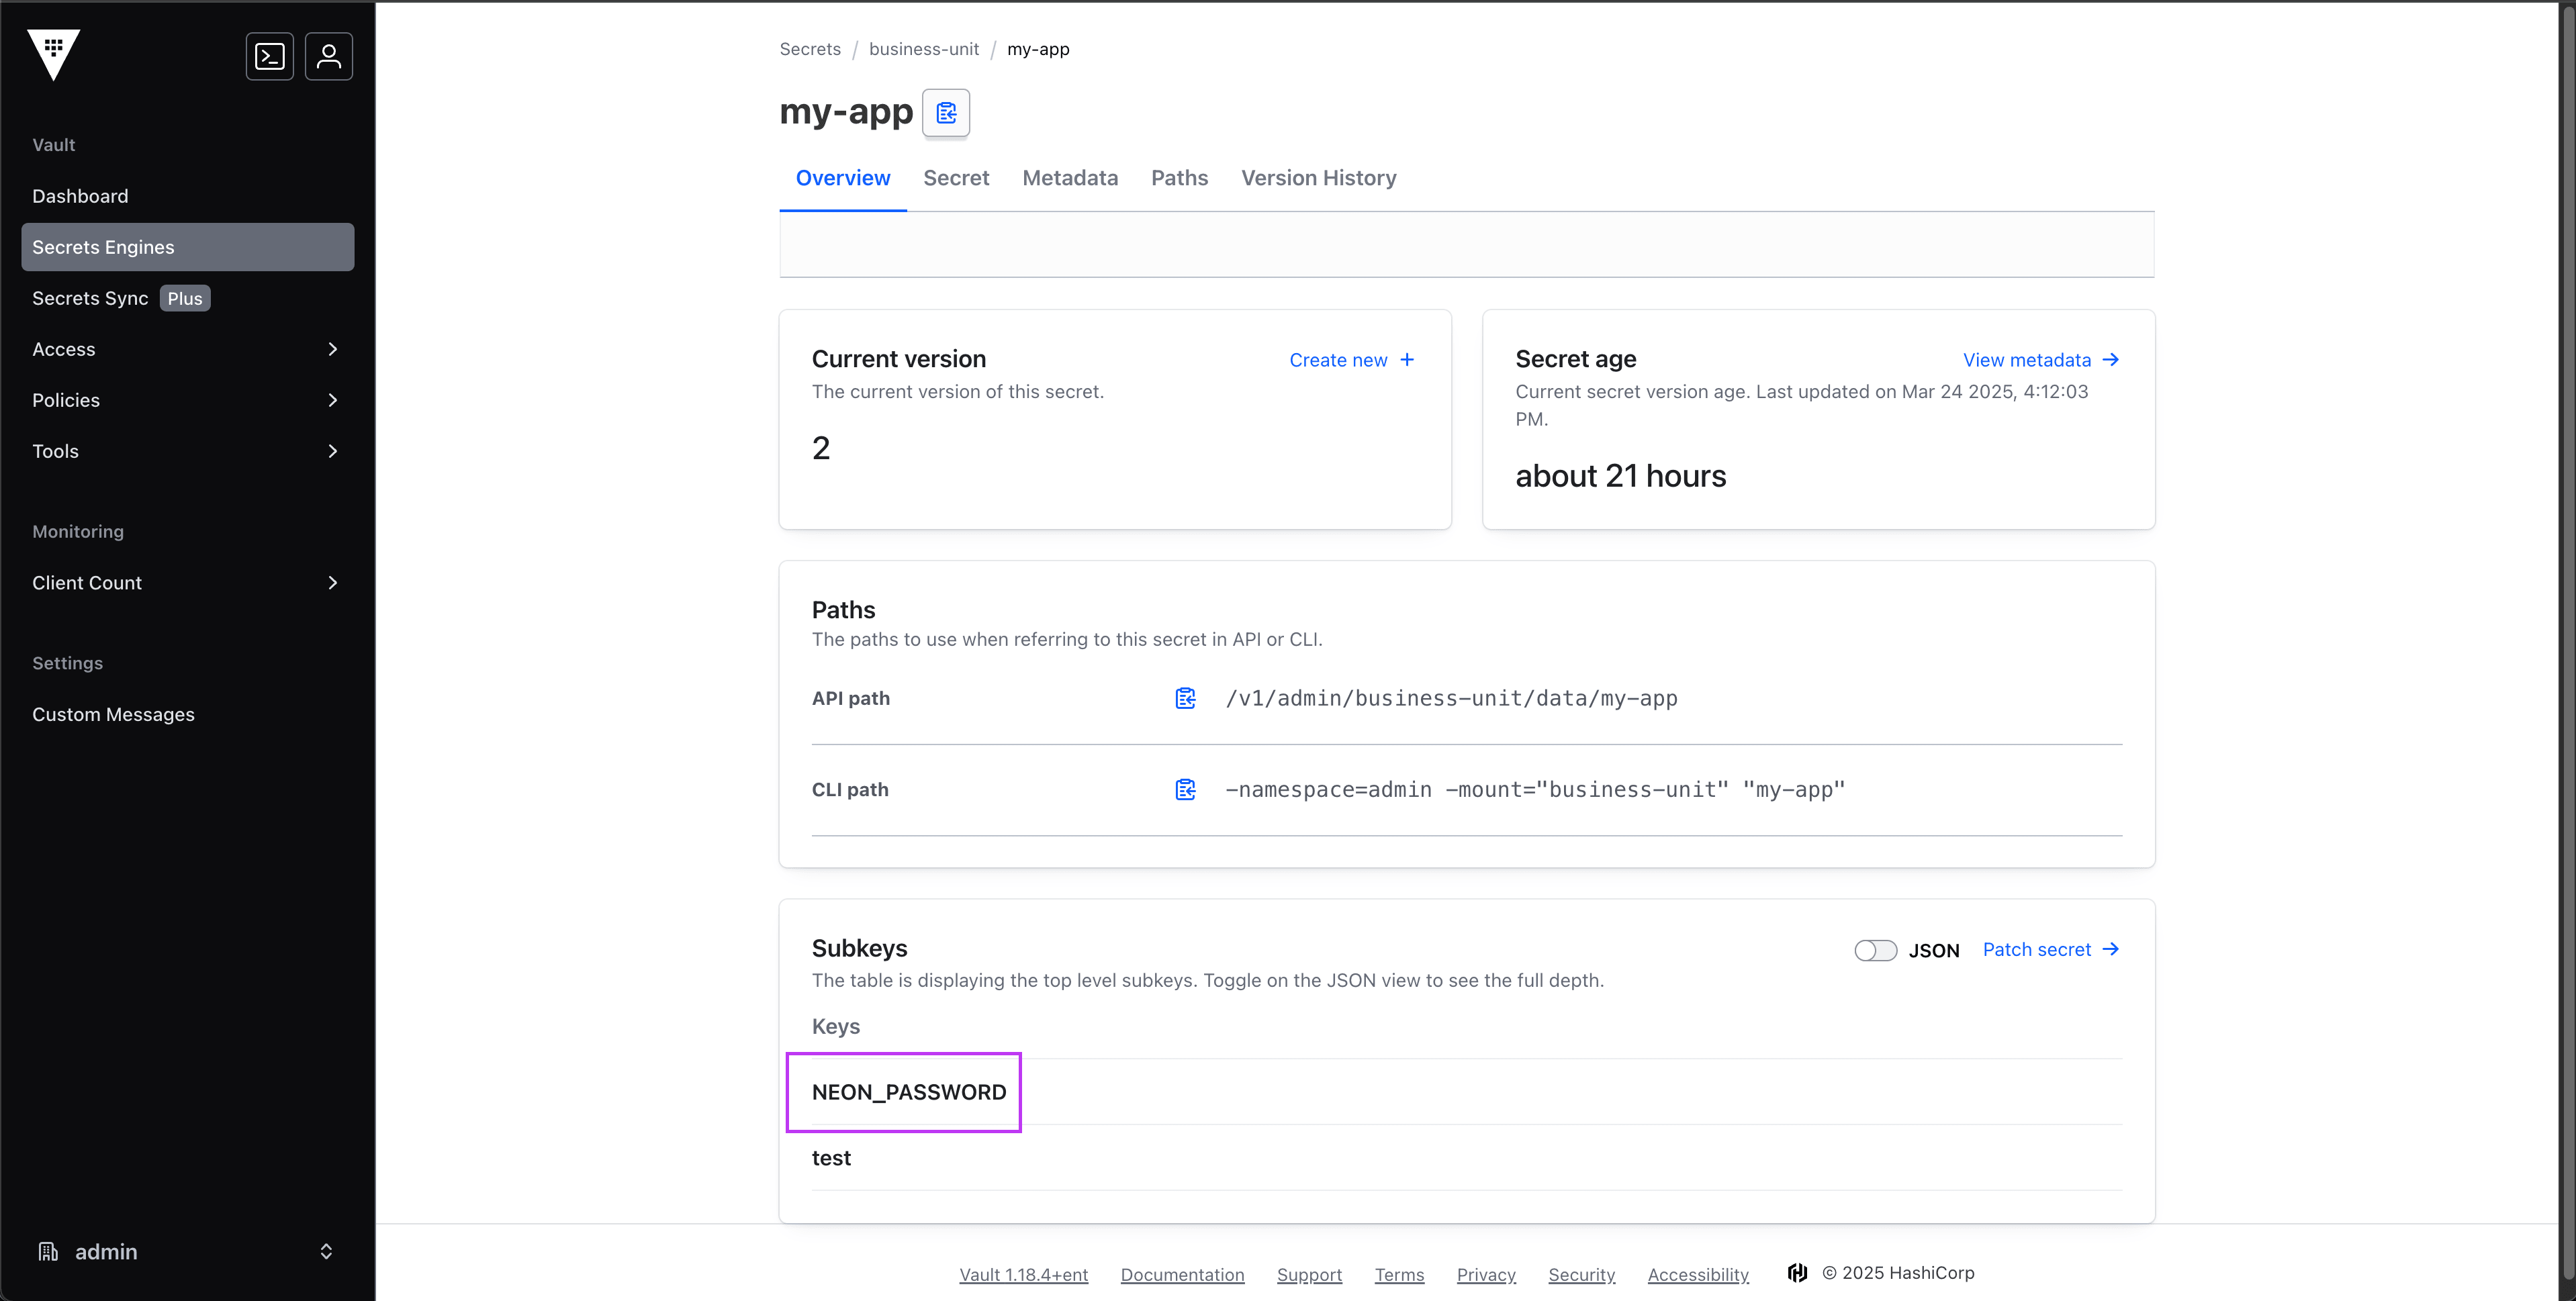 Vault
Dashboard
Secrets Engines
Secrets Sync Plus
Access
Policies
Tools
Monitoring
Client Count
Settings
Custom Messages
admin
Secrets / business-unit / my-app
my-app
Overview Secret Metadata Paths Version History
Current version
Create new +
The current version of this secret.
2
Secret age
View metadata
Current secret version age. Last updated on Mar 24 2025, 4:12:03
PM.
about 21 hours
Paths
The paths to use when referring to this secret in API or CLI.
API path /v1/admin/business-unit/data/my-app
CLI path -namespace=admin -mount="business-unit" "my-app"
Subkeys
JSON Patch secret
The table is displaying the top level subkeys. Toggle on the JSON view to see the full depth.
Keys
NEON_PASSWORD
test
Vault 1.18.4+ent Documentation Support Terms Privacy Security Accessibility © 2025 HashiCorp